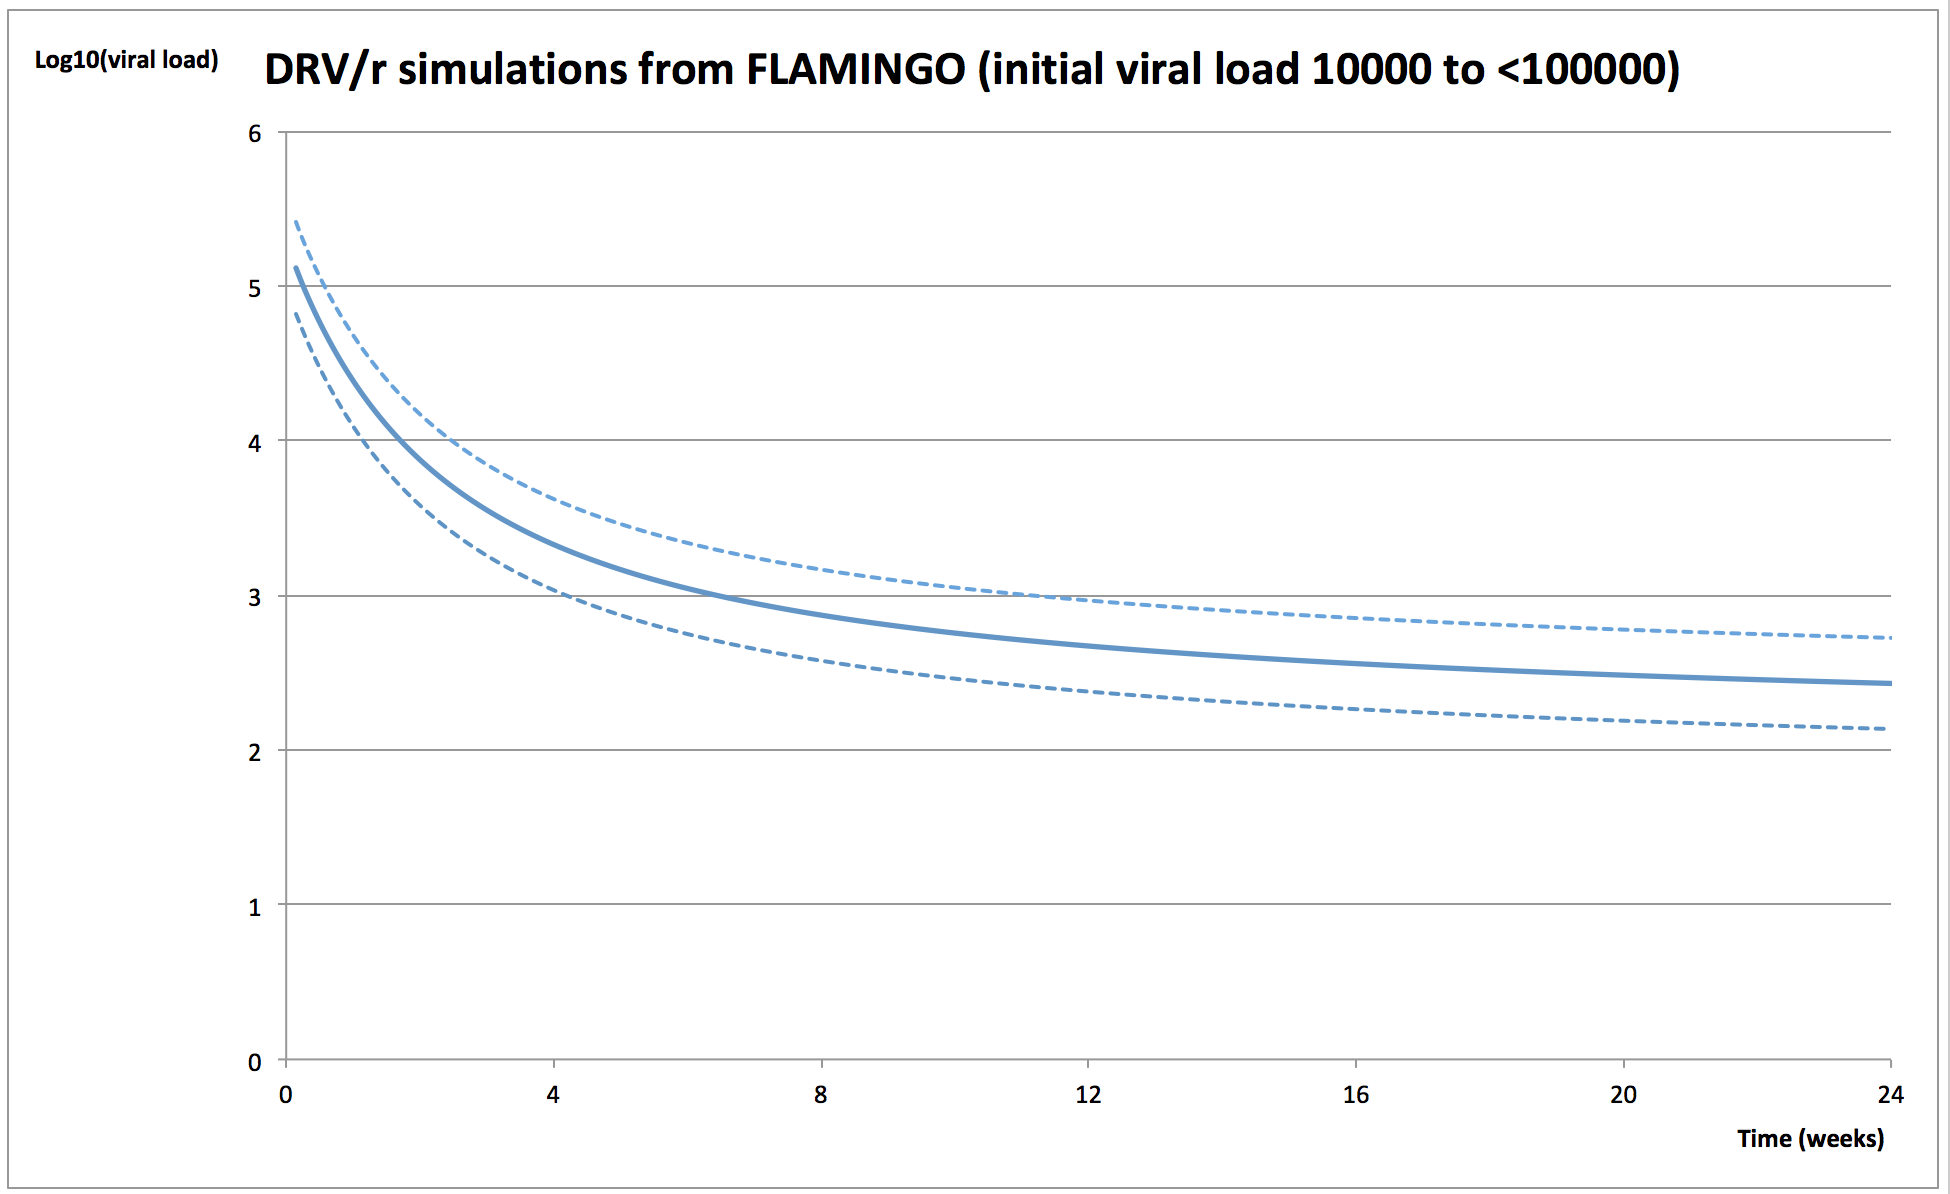 Log10(viral load)
DRV/r simulations from FLAMINGO (initial viral load 10000 to <100000)
6
5
4
3
2
1
0
0 4 8 12 16 20 24
Time (weeks)